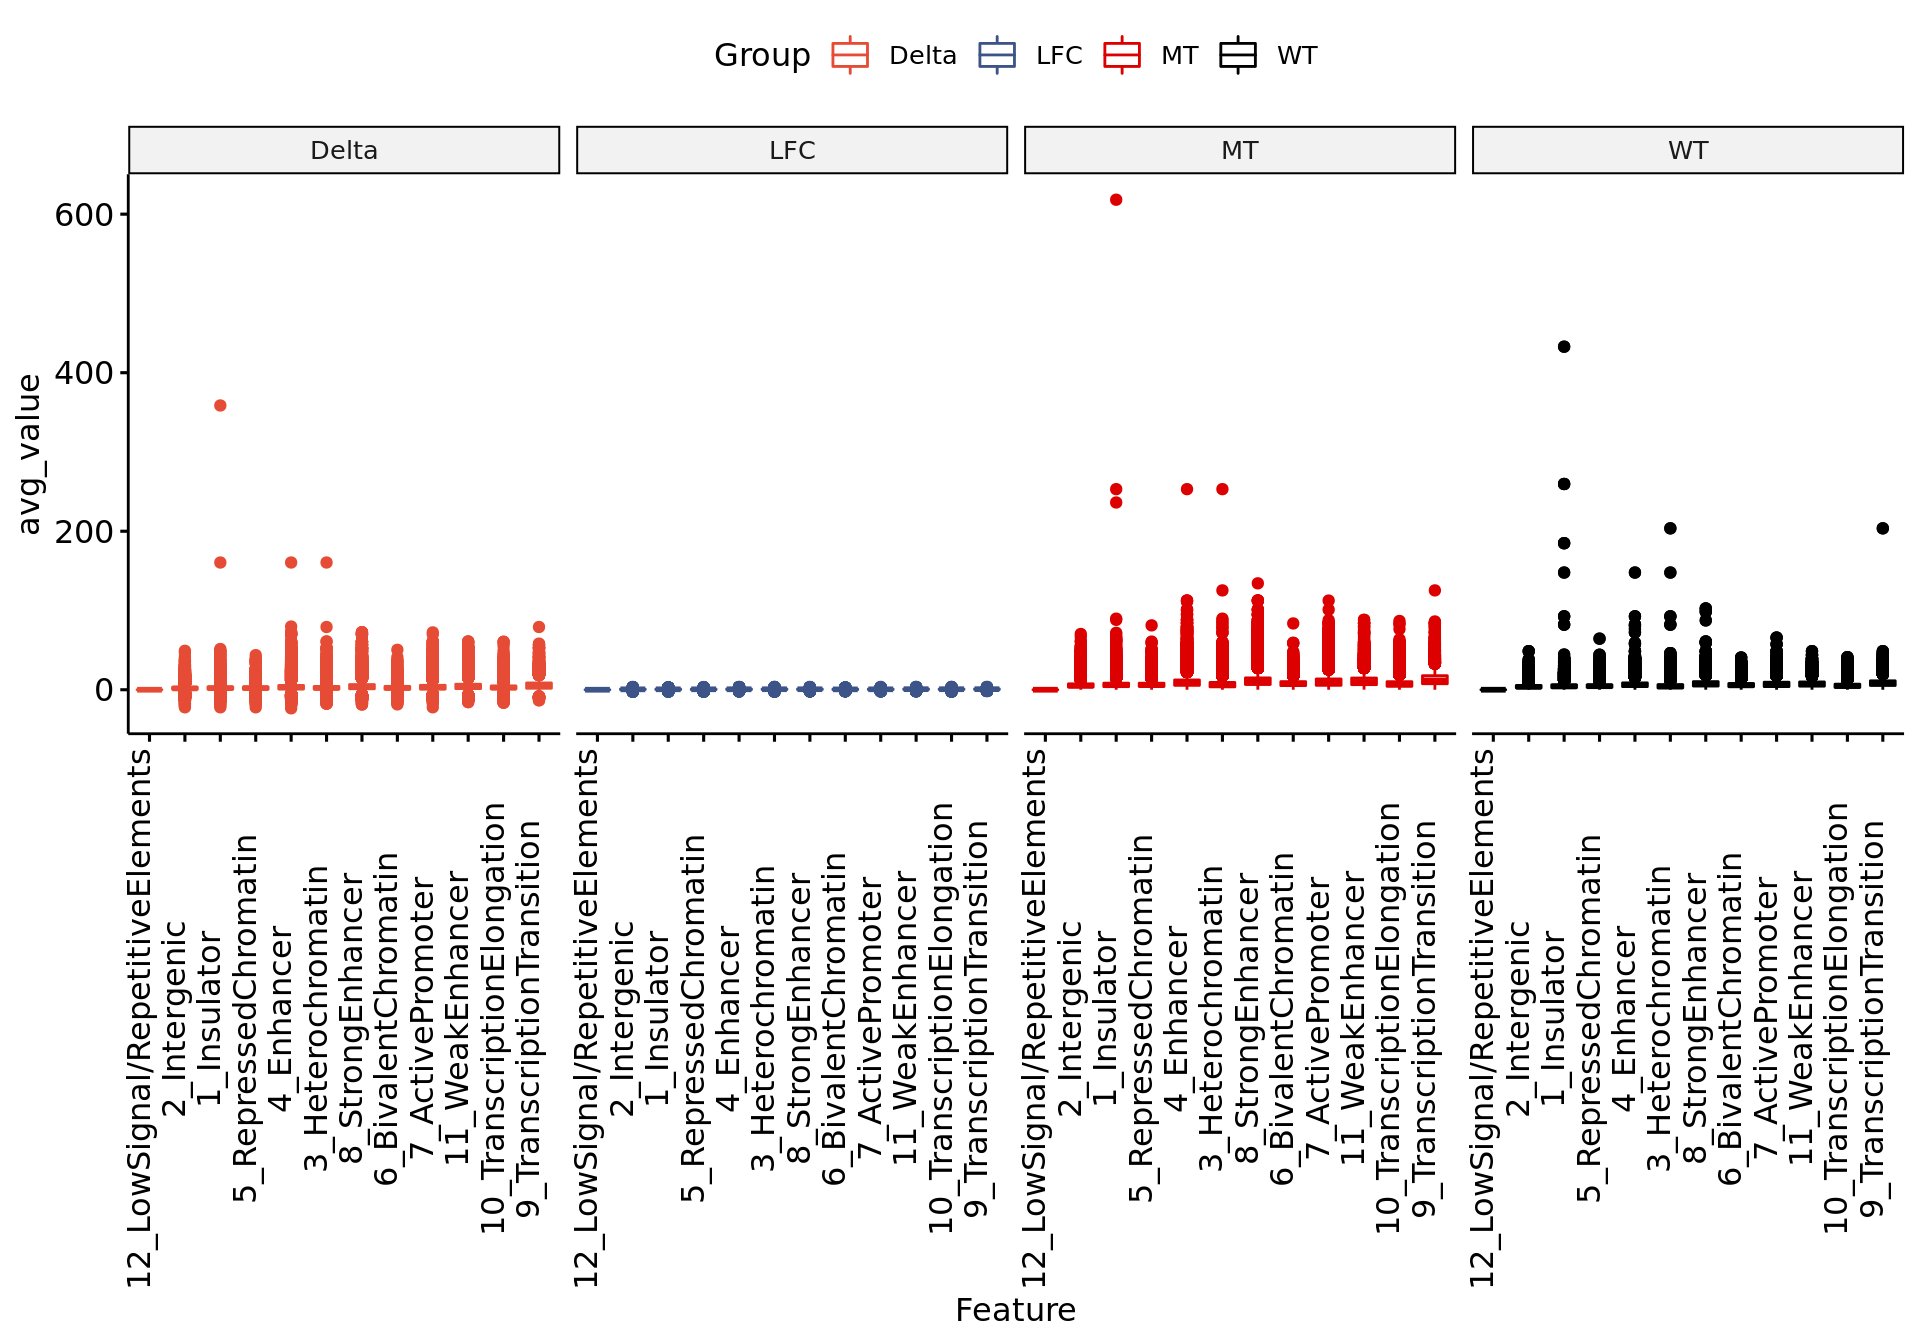 Group Delta LFC MT WT
Delta LFC MT WT
600
400
200
0
avg_value
12_LowSignal/RepetitiveElements
2_Intergenic
1_Insulator
5_RepressedChromatin
4_Enhancer
3_Heterochromatin
8_StrongEnhancer
6_BivalentChromatin
7_ActivePromoter
11_WeakEnhancer
10_TranscriptionElongation
9_TranscriptionTransition
12_LowSignal/RepetitiveElements
2_Intergenic
1_Insulator
5_RepressedChromatin
4_Enhancer
3_Heterochromatin
8_StrongEnhancer
6_BivalentChromatin
7_ActivePromoter
11_WeakEnhancer
10_TranscriptionElongation
9_TranscriptionTransition
12_LowSignal/RepetitiveElements
2_Intergenic
1_Insulator
5_RepressedChromatin
4_Enhancer
3_Heterochromatin
8_StrongEnhancer
6_BivalentChromatin
7_ActivePromoter
11_WeakEnhancer
10_TranscriptionElongation
9_TranscriptionTransition
12_LowSignal/RepetitiveElements
2_Intergenic
1_Insulator
5_RepressedChromatin
4_Enhancer
3_Heterochromatin
8_StrongEnhancer
6_BivalentChromatin
7_ActivePromoter
11_WeakEnhancer
10_TranscriptionElongation
9_TranscriptionTransition
Feature